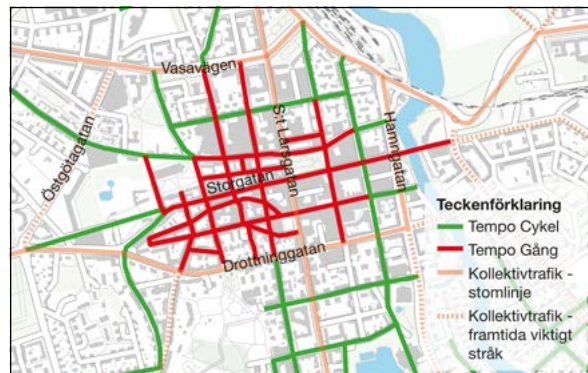 Vasavägen
Östgötagatan
S:t Larsgatan
Hamngatan
Storgatan
Drottninggatan
Teckenförklaring
Tempo Cykel
Tempo Gång
Kollektivtrafik -
stomlinje
Kollektivtrafik -
framtida viktigt
stråk